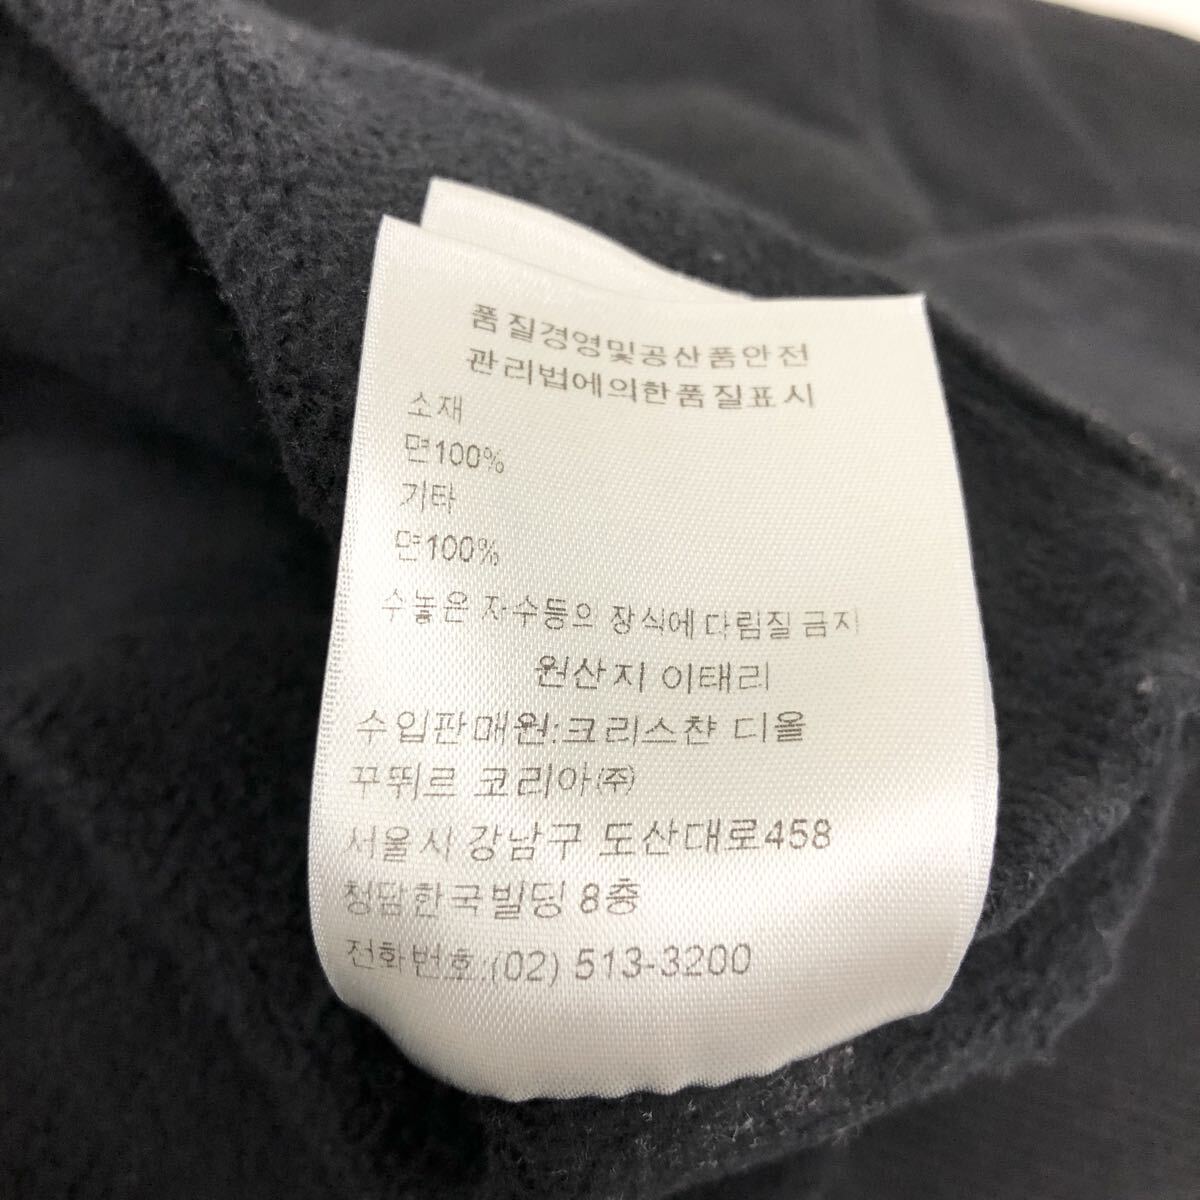 품질경영및공산품안전
관리법에의한품질표시
소재
면100%
기타
면100%
수놓은 자수등의 장식에 다림질 금지
원산지 이태리
수입판매원:크리스챤 디올
꾸뛰르 코리아㈜
서울시 강남구 도산대로458
청담한국빌딩 8층
전화번호:(02) 513-3200